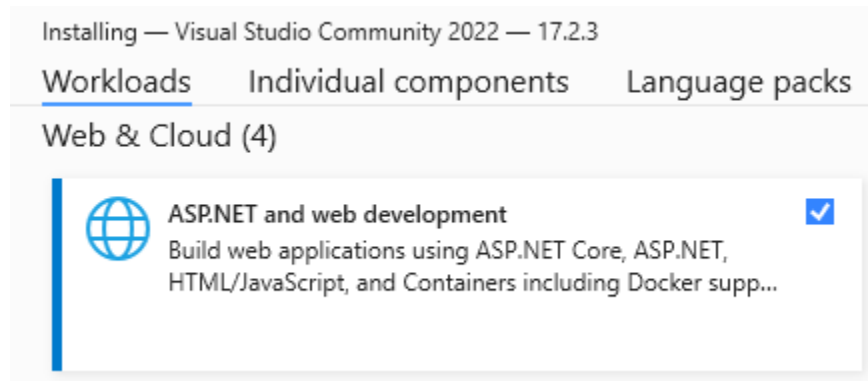 Installing — Visual Studio Community 2022 — 17.2.3
Workloads Individual components Language packs
Web & Cloud (4)
ASP.NET and web development
Build web applications using ASP.NET Core, ASP.NET,
HTML/JavaScript, and Containers including Docker supp...